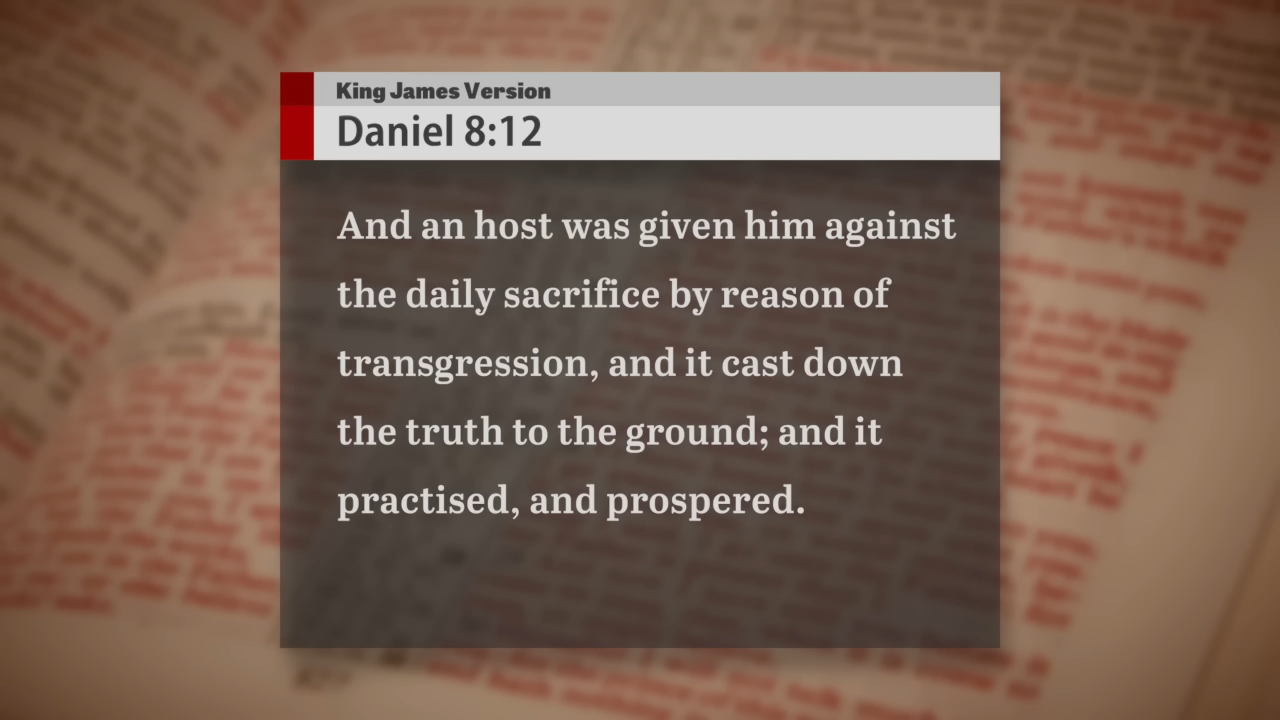 King James Version
Daniel 8:12
And an host was given him against
the daily sacrifice by reason of
transgression, and it cast down
the truth to the ground; and it
practised, and prospered.